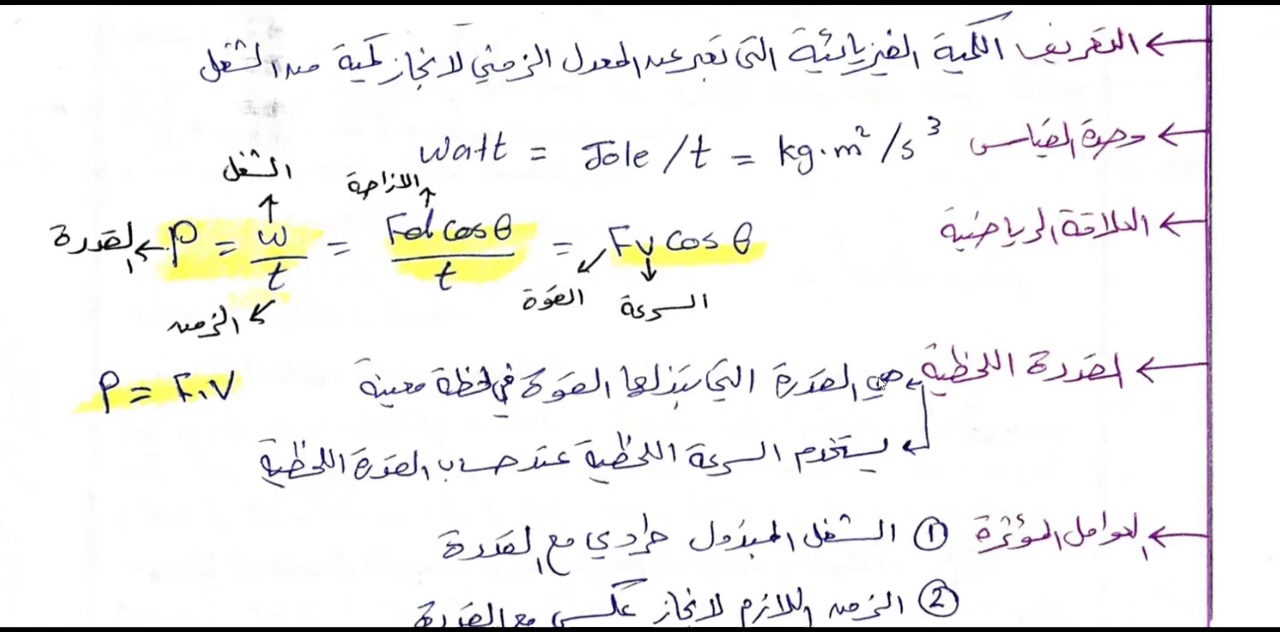 ← التعريف الكمية الفيزيائية التي تعبر عن المعدل الزمني لانجاز كمية من الشغل
← وحدة القياس Watt = Jole / t = kg.m² / s³
الشغل الازاحة
← العلاقة الرياضية
القدرة ← P = w/t = Fd cos θ/t = Fv cos θ
الزمن القوة السرعة
← القدرة اللحظية هي القدرة التي تبذلها القوة في لحظة معينة P = F.V
يستخدم السرعة اللحظية عند حساب القدرة اللحظية
← العوامل المؤثرة ① الشغل المبذول طردي مع القدرة
② الزمن اللازم لانجاز عكسي مع القدرة